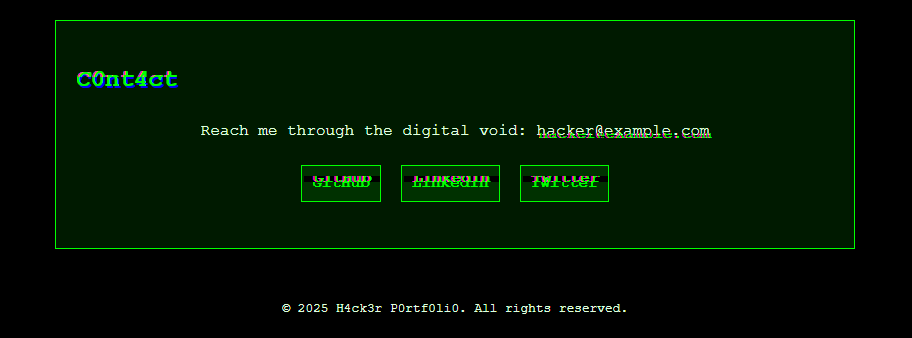 C0nt4ct
Reach me through the digital void: hacker@example.com
GitHub LinkedIn Twitter
© 2025 H4ck3r P0rtf0li0. All rights reserved.